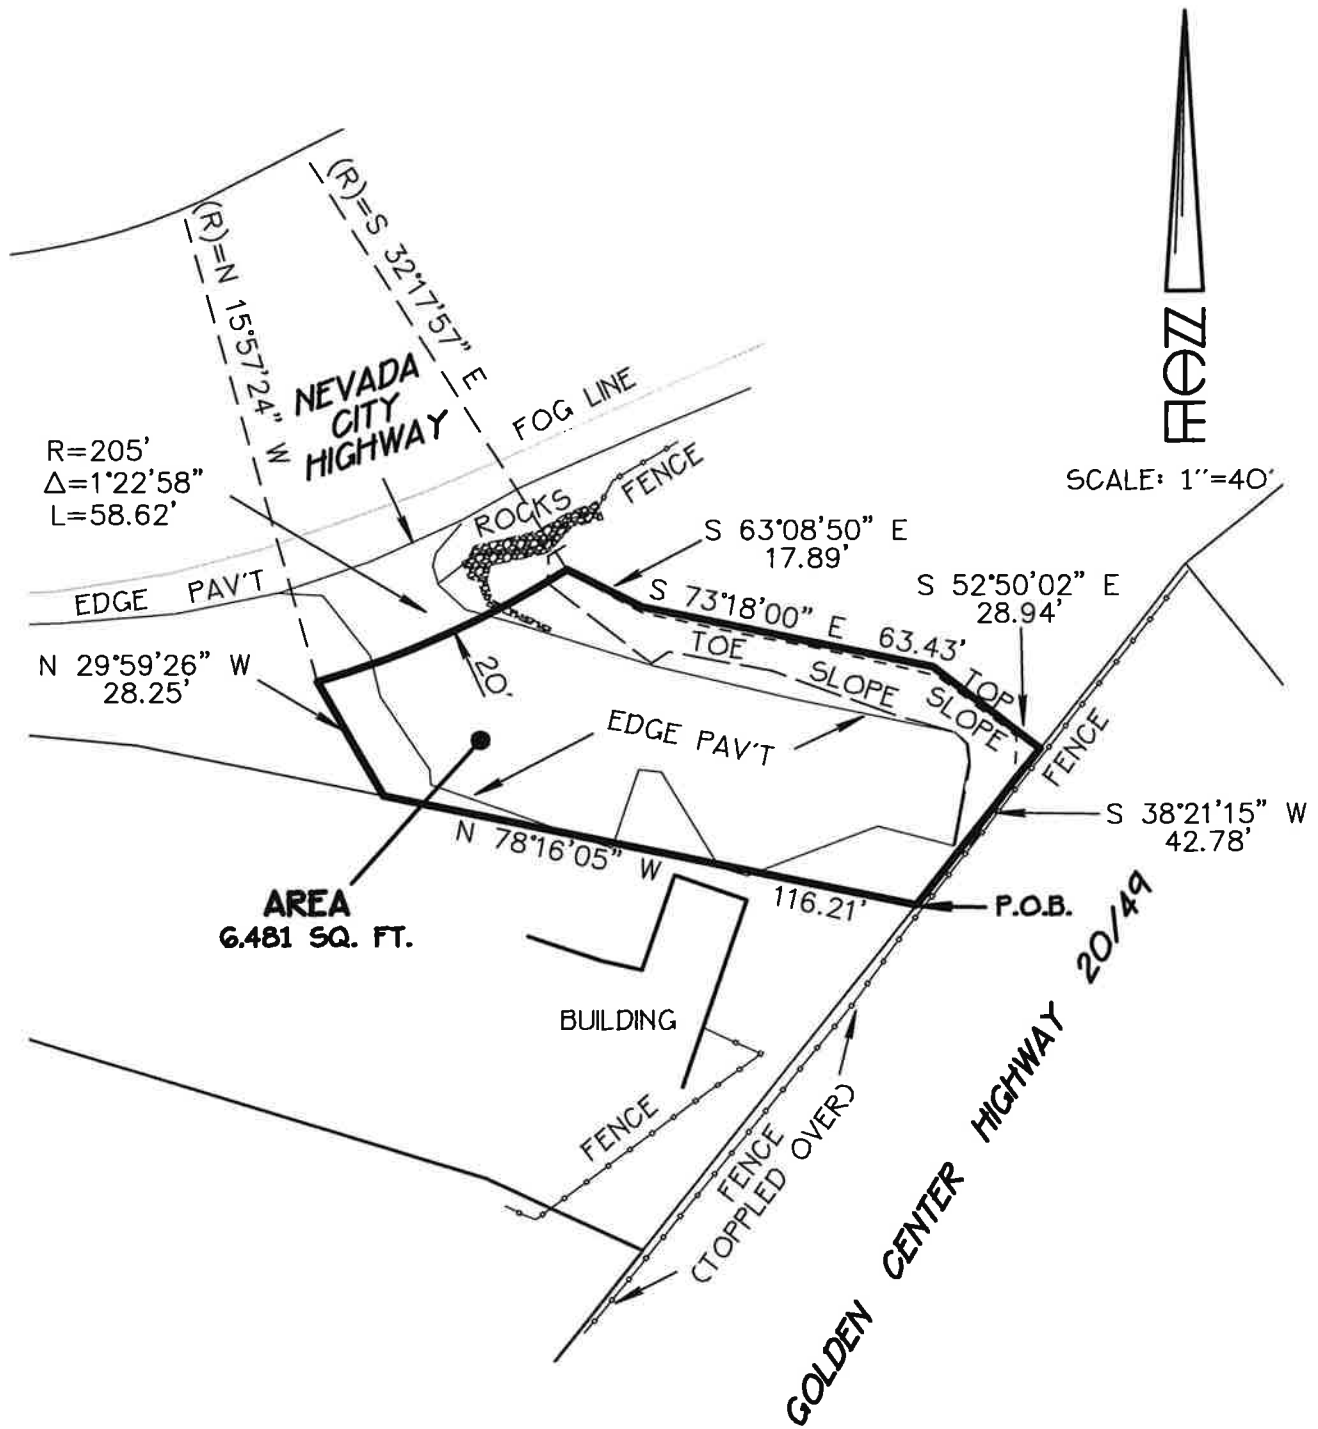 (R)=N 15°57'24" W
(R)=S 32°17'57" E
NEVADA
CITY
HIGHWAY
FOG LINE
R=205'
Δ=1°22'58"
L=58.62'
ROCKS
FENCE
SCALE: 1"=40'
S 63°08'50" E
17.89'
EDGE PAV'T
S 73°18'00" E 63.43'
S 52°50'02" E
28.94'
N 29°59'26" W
28.25'
20'
TOE
SLOPE
TOP
SLOPE
EDGE PAV'T
FENCE
S 38°21'15" W
42.78'
N 78°16'05" W
116.21'
AREA
6.481 SQ. FT.
P.O.B.
BUILDING
FENCE
FENCE
(TOPPLED OVER)
GOLDEN CENTER HIGHWAY 20/49